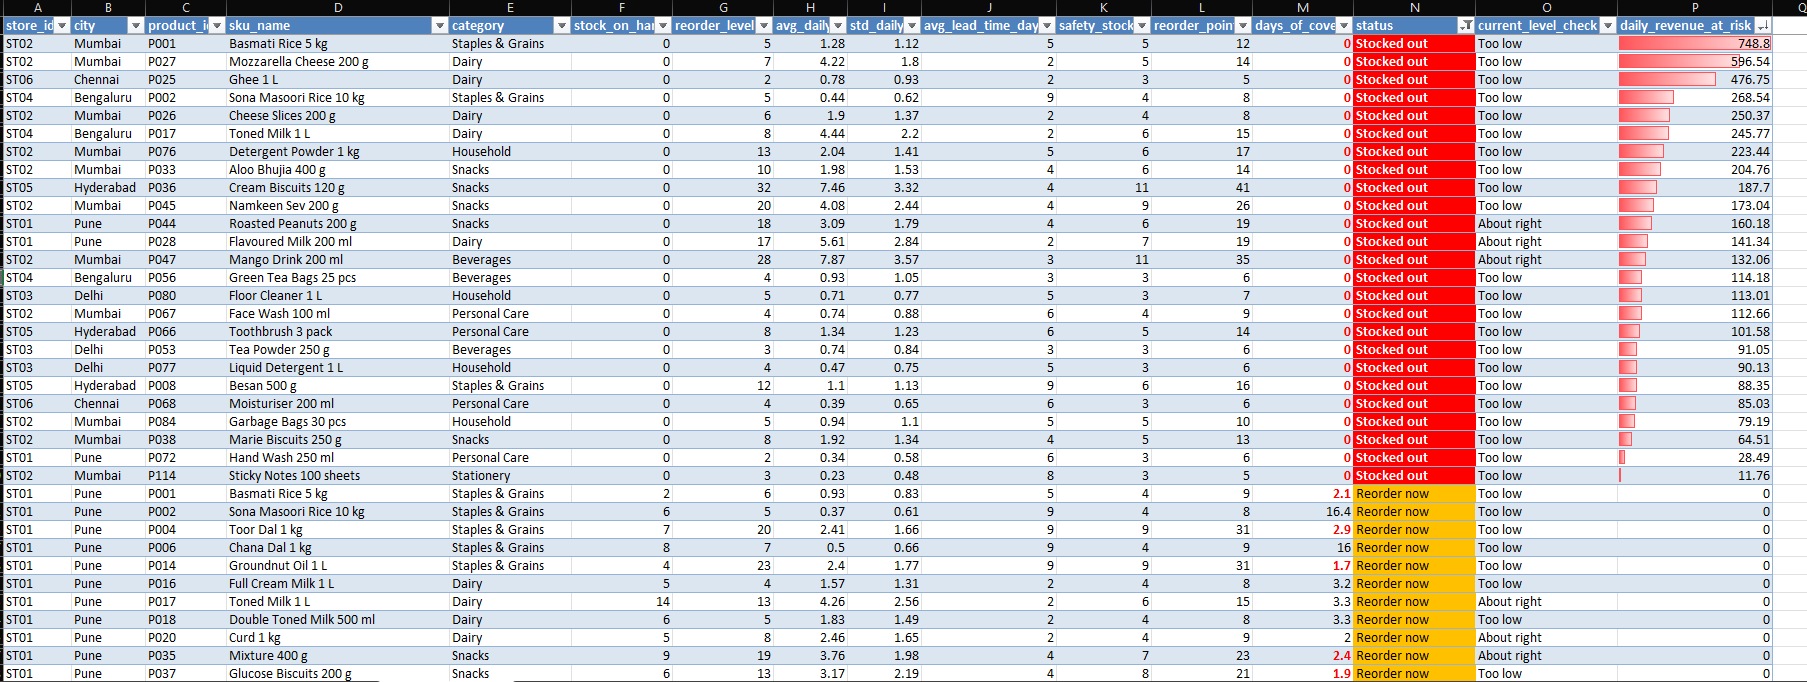 A B C D E F G H I J K L M N O P
store_id city product_i sku_name category stock_on_han reorder_level avg_daily std_daily avg_lead_time_day safety_stock reorder_poin days_of_cove status current_level_check daily_revenue_at_risk
ST02 Mumbai P001 Basmati Rice 5 kg Staples & Grains 0 5 1.28 1.12 5 5 12 0 Stocked out Too low 748.8
ST02 Mumbai P027 Mozzarella Cheese 200 g Dairy 0 7 4.22 1.8 2 5 14 0 Stocked out Too low 596.54
ST06 Chennai P025 Ghee 1 L Dairy 0 2 0.78 0.93 2 3 5 0 Stocked out Too low 476.75
ST04 Bengaluru P002 Sona Masoori Rice 10 kg Staples & Grains 0 5 0.44 0.62 9 4 8 0 Stocked out Too low 268.54
ST02 Mumbai P026 Cheese Slices 200 g Dairy 0 6 1.9 1.37 2 4 8 0 Stocked out Too low 250.37
ST04 Bengaluru P017 Toned Milk 1 L Dairy 0 8 4.44 2.2 2 6 15 0 Stocked out Too low 245.77
ST02 Mumbai P076 Detergent Powder 1 kg Household 0 13 2.04 1.41 5 6 17 0 Stocked out Too low 223.44
ST02 Mumbai P033 Aloo Bhujia 400 g Snacks 0 10 1.98 1.53 4 6 14 0 Stocked out Too low 204.76
ST05 Hyderabad P036 Cream Biscuits 120 g Snacks 0 32 7.46 3.32 4 11 41 0 Stocked out Too low 187.7
ST02 Mumbai P045 Namkeen Sev 200 g Snacks 0 20 4.08 2.44 4 9 26 0 Stocked out Too low 173.04
ST01 Pune P044 Roasted Peanuts 200 g Snacks 0 18 3.09 1.79 4 6 19 0 Stocked out About right 160.18
ST01 Pune P028 Flavoured Milk 200 ml Dairy 0 17 5.61 2.84 2 7 19 0 Stocked out About right 141.34
ST02 Mumbai P047 Mango Drink 200 ml Beverages 0 28 7.87 3.57 3 11 35 0 Stocked out About right 132.06
ST04 Bengaluru P056 Green Tea Bags 25 pcs Beverages 0 4 0.93 1.05 3 3 6 0 Stocked out Too low 114.18
ST03 Delhi P080 Floor Cleaner 1 L Household 0 5 0.71 0.77 5 3 7 0 Stocked out Too low 113.01
ST02 Mumbai P067 Face Wash 100 ml Personal Care 0 4 0.74 0.88 6 4 9 0 Stocked out Too low 112.66
ST05 Hyderabad P066 Toothbrush 3 pack Personal Care 0 8 1.34 1.23 6 5 14 0 Stocked out Too low 101.58
ST03 Delhi P053 Tea Powder 250 g Beverages 0 3 0.74 0.84 3 3 6 0 Stocked out Too low 91.05
ST03 Delhi P077 Liquid Detergent 1 L Household 0 4 0.47 0.75 5 3 6 0 Stocked out Too low 90.13
ST05 Hyderabad P008 Besan 500 g Staples & Grains 0 12 1.1 1.13 9 6 16 0 Stocked out Too low 88.35
ST06 Chennai P068 Moisturiser 200 ml Personal Care 0 4 0.39 0.65 6 3 6 0 Stocked out Too low 85.03
ST02 Mumbai P084 Garbage Bags 30 pcs Household 0 5 0.94 1.1 5 5 10 0 Stocked out Too low 79.19
ST02 Mumbai P038 Marie Biscuits 250 g Snacks 0 8 1.92 1.34 4 5 13 0 Stocked out Too low 64.51
ST01 Pune P072 Hand Wash 250 ml Personal Care 0 2 0.34 0.58 6 3 6 0 Stocked out Too low 28.49
ST02 Mumbai P114 Sticky Notes 100 sheets Stationery 0 3 0.23 0.48 8 3 5 0 Stocked out Too low 11.76
ST01 Pune P001 Basmati Rice 5 kg Staples & Grains 2 6 0.93 0.83 5 4 9 2.1 Reorder now Too low 0
ST01 Pune P002 Sona Masoori Rice 10 kg Staples & Grains 6 5 0.37 0.61 9 4 8 16.4 Reorder now Too low 0
ST01 Pune P004 Toor Dal 1 kg Staples & Grains 7 20 2.41 1.66 9 9 31 2.9 Reorder now Too low 0
ST01 Pune P006 Chana Dal 1 kg Staples & Grains 8 7 0.5 0.66 9 4 9 16 Reorder now Too low 0
ST01 Pune P014 Groundnut Oil 1 L Staples & Grains 4 23 2.4 1.77 9 9 31 1.7 Reorder now Too low 0
ST01 Pune P016 Full Cream Milk 1 L Dairy 5 4 1.57 1.31 2 4 8 3.2 Reorder now Too low 0
ST01 Pune P017 Toned Milk 1 L Dairy 14 13 4.26 2.56 2 6 15 3.3 Reorder now About right 0
ST01 Pune P018 Double Toned Milk 500 ml Dairy 6 5 1.83 1.49 2 4 8 3.3 Reorder now Too low 0
ST01 Pune P020 Curd 1 kg Dairy 5 8 2.46 1.65 2 4 9 2 Reorder now About right 0
ST01 Pune P035 Mixture 400 g Snacks 9 19 3.76 1.98 4 7 23 2.4 Reorder now About right 0
ST01 Pune P037 Glucose Biscuits 200 g Snacks 6 13 3.17 2.19 4 8 21 1.9 Reorder now Too low 0